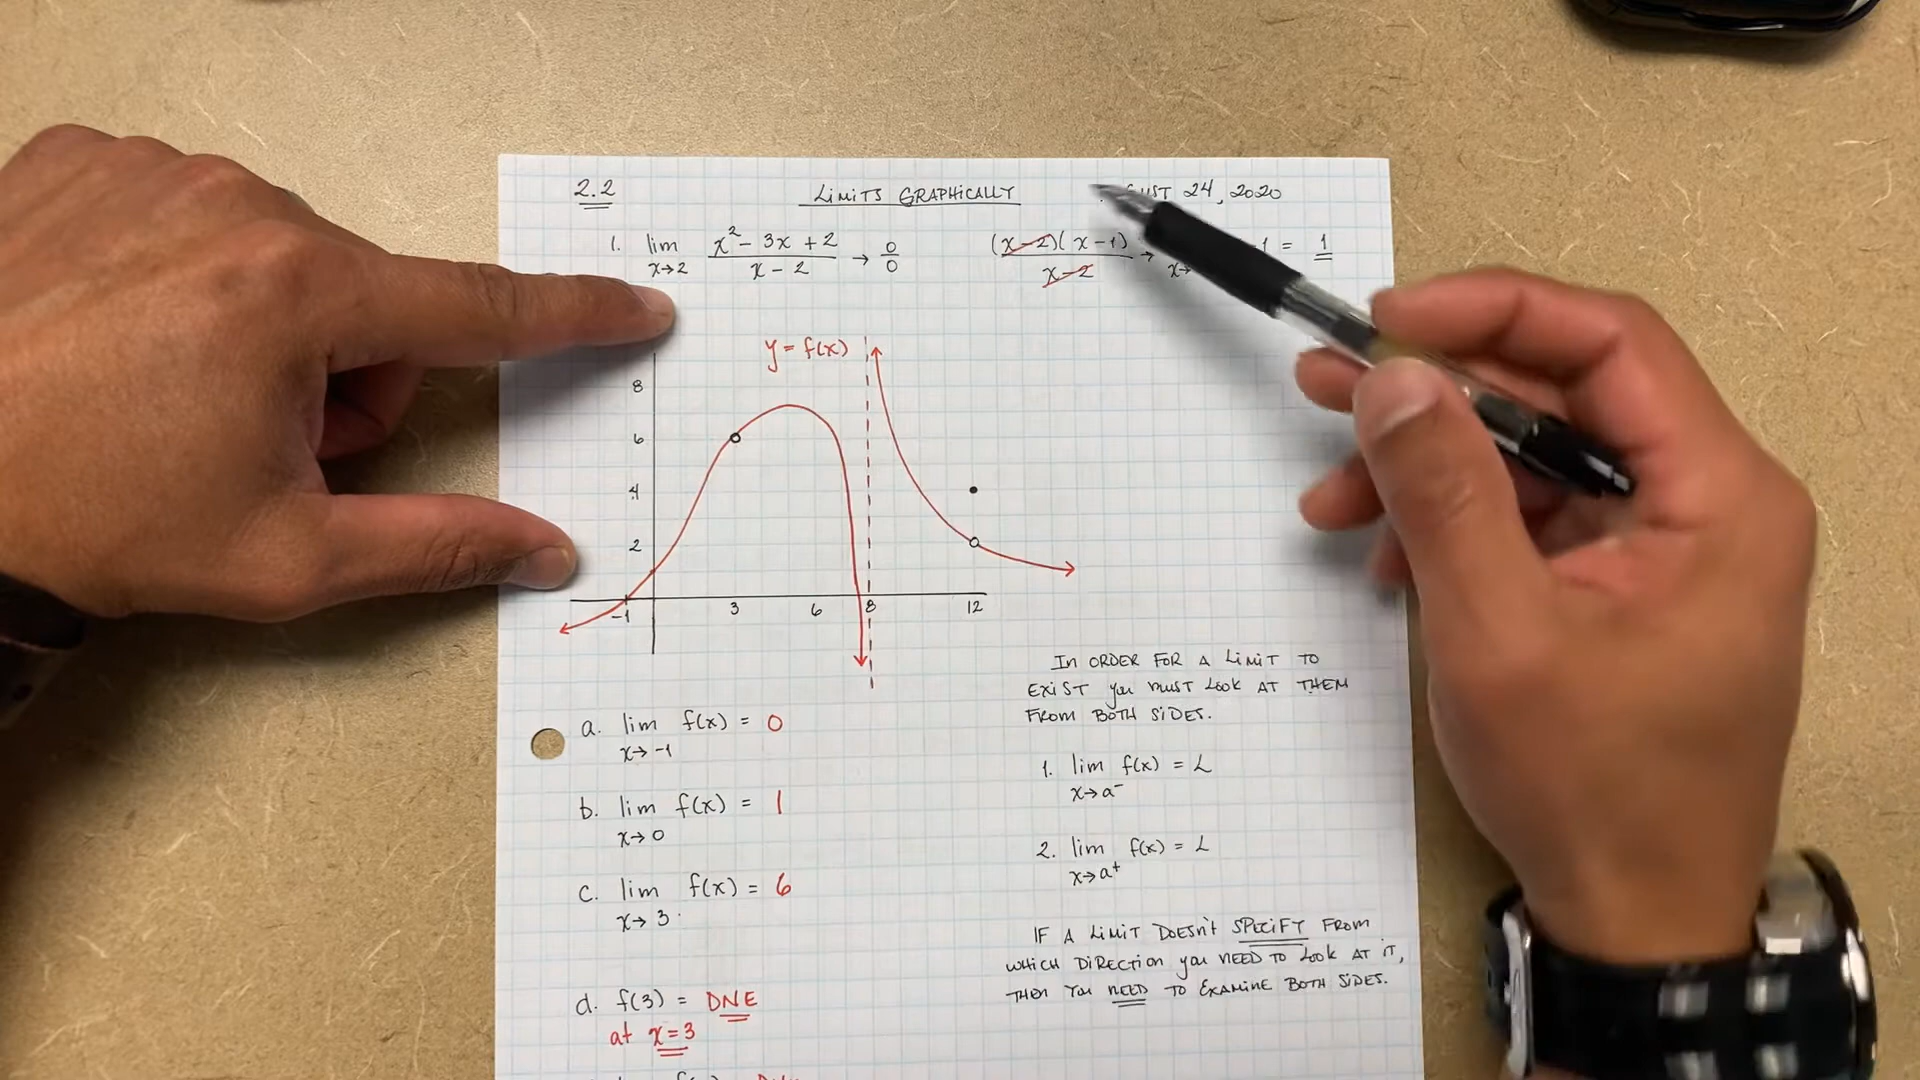 2.2
LIMITS GRAPHICALLY
24, 2020
1. lim x→2 x² - 3x + 2 / x - 2 → 0/0
(x-2)(x-1) / x-2 → x→ -1 = 1
y = f(x)
8
6
4
2
-1 3 6 8 12
a. lim f(x) = 0
x→ -1
b. lim f(x) = 1
x→ 0
c. lim f(x) = 6
x→ 3
d. f(3) = DNE
at x=3
IN ORDER FOR A LIMIT TO
EXIST you MUST LOOK AT THEM
FROM BOTH SIDES.
1. lim f(x) = L
x→a⁻
2. lim f(x) = L
x→a⁺
IF A LIMIT DOESN'T SPECIFY FROM
WHICH DIRECTION you NEED TO LOOK AT IT,
THEN YOU NEED TO EXAMINE BOTH SIDES.